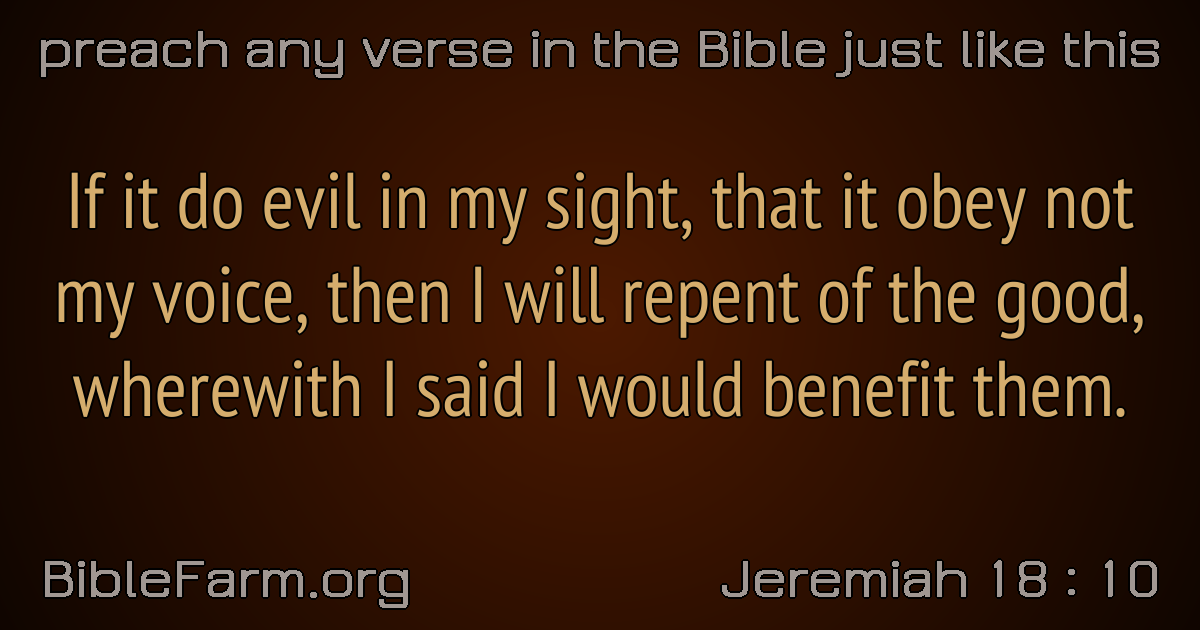 preach any verse in the Bible just like this
If it do evil in my sight, that it obey not
my voice, then I will repent of the good,
wherewith I said I would benefit them.
BibleFarm.org
Jeremiah 18 : 10